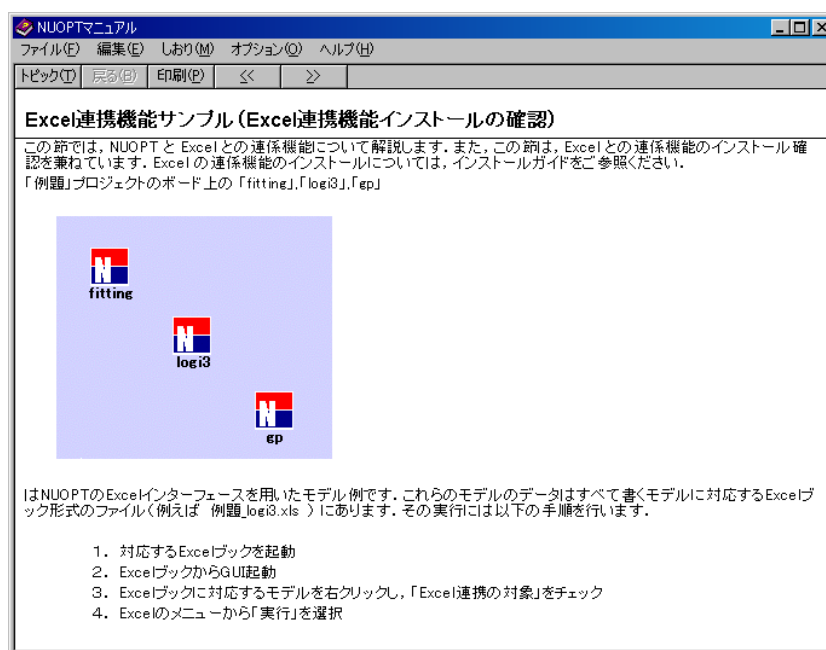 NUOPTマニュアル
ファイル(F) 編集(E) しおり(M) オプション(O) ヘルプ(H)
トピック(T) 戻る(B) 印刷(P) << >>
Excel連携機能サンプル(Excel連携機能インストールの確認)
この節では,NUOPT と Excel との連係機能について解説します.また,この節は,Excel との連係機能のインストール確
認を兼ねています.Excel の連係機能のインストールについては,インストールガイドをご参照ください.
「例題」プロジェクトのボード上の「fitting」,「logi3」,「gp」
fitting
logi3
gp
はNUOPTのExcelインターフェースを用いたモデル例です.これらのモデルのデータはすべて書くモデルに対応するExcelブ
ック形式のファイル(例えば 例題_logi3.xls )にあります.その実行には以下の手順を行います.
1. 対応するExcelブックを起動
2. ExcelブックからGUI起動
3. Excelブックに対応するモデルを右クリックし,「Excel連携の対象」をチェック
4. Excelのメニューから「実行」を選択